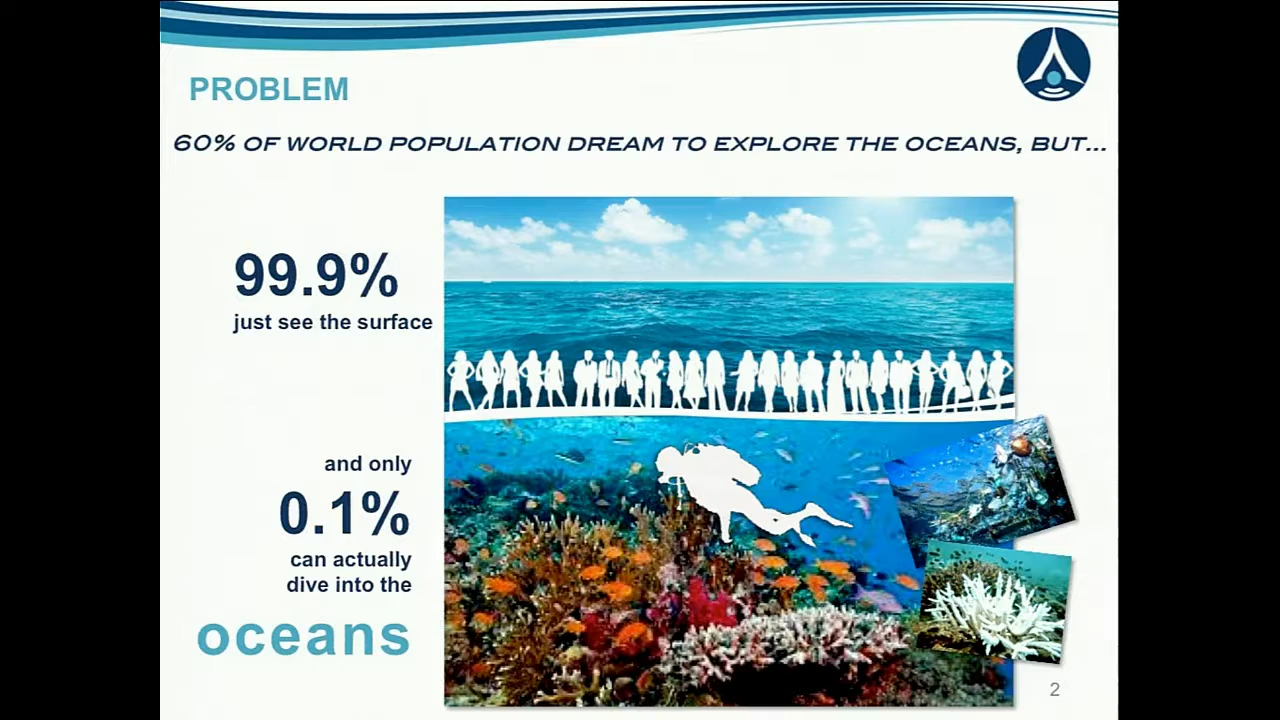 PROBLEM
60% OF WORLD POPULATION DREAM TO EXPLORE THE OCEANS, BUT...
99.9%
just see the surface
and only
0.1%
can actually
dive into the
oceans
2